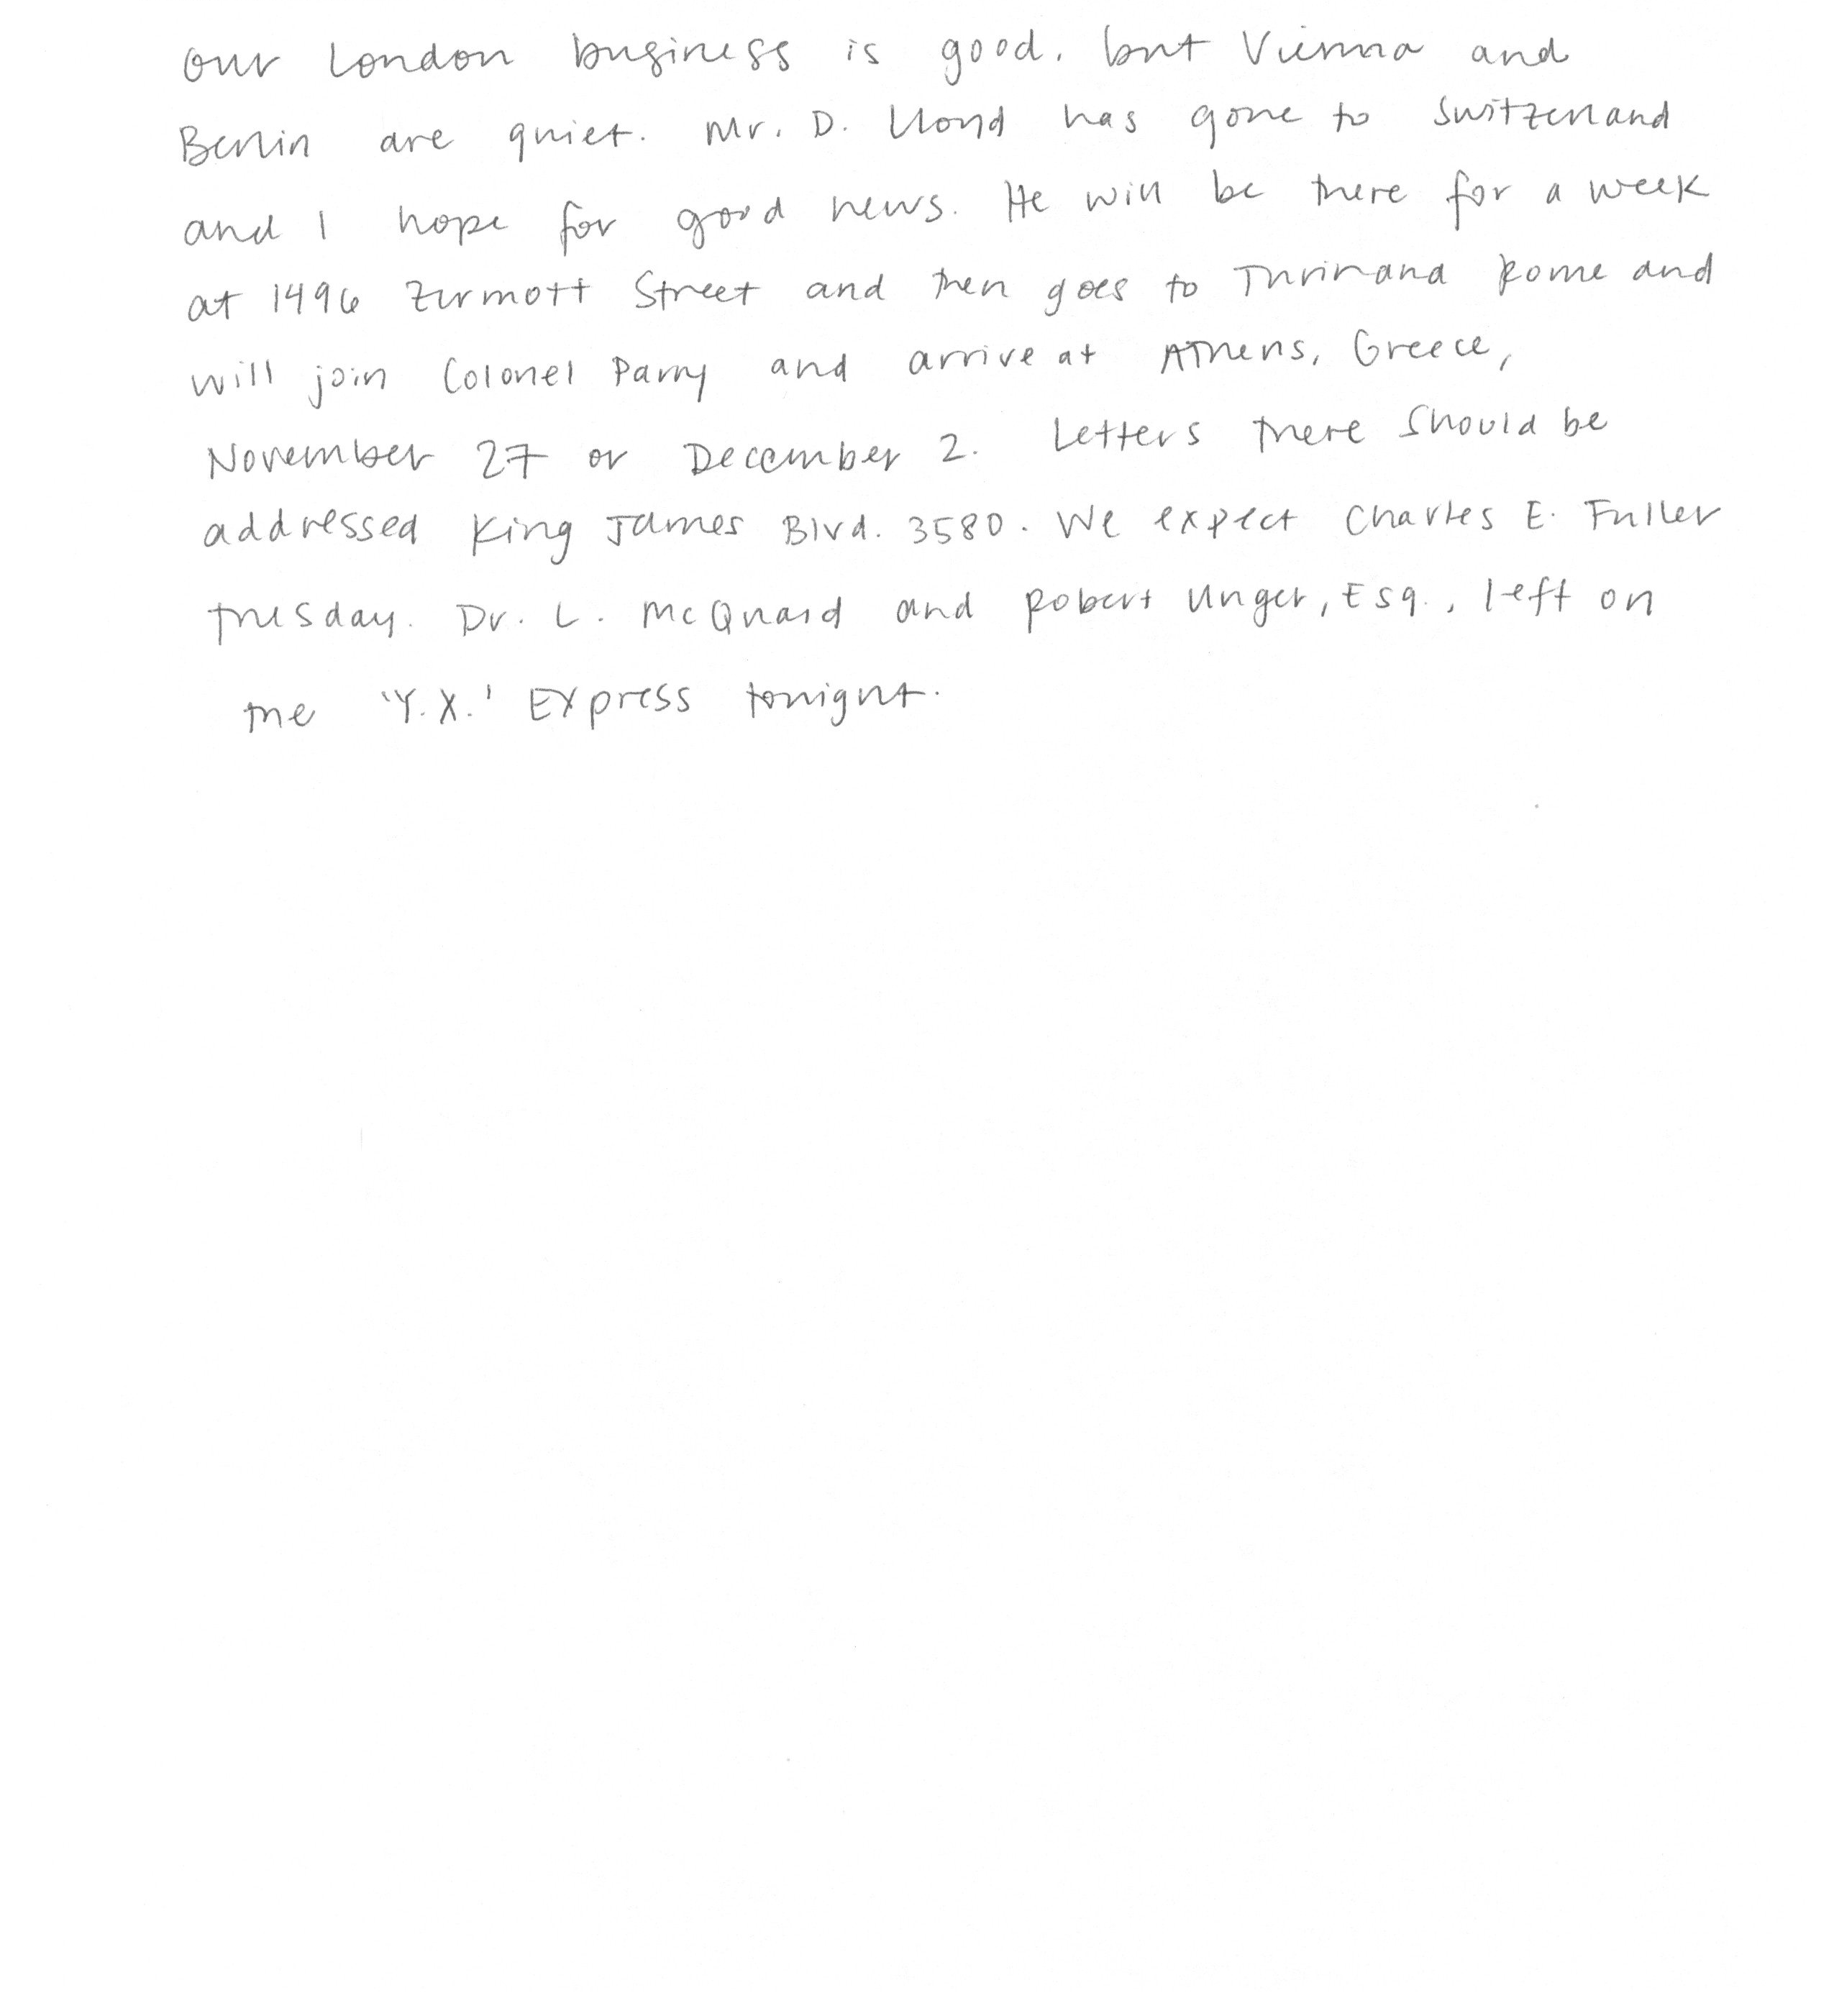 Our London business is good, but Vienna and
Berlin are quiet. Mr. D. Lloyd has gone to Switzerland
and I hope for good news. He will be there for a week
at 1496 Zermott Street and then goes to Turin and Rome and
will join Colonel Parry and arrive at Athens, Greece,
November 27 or December 2. Letters there should be
addressed King James Blvd. 3580. We expect Charles E. Fuller
Tuesday. Dr. L. McQuaid and Robert Unger, Esq., left on
the 'Y.X.' Express tonight.